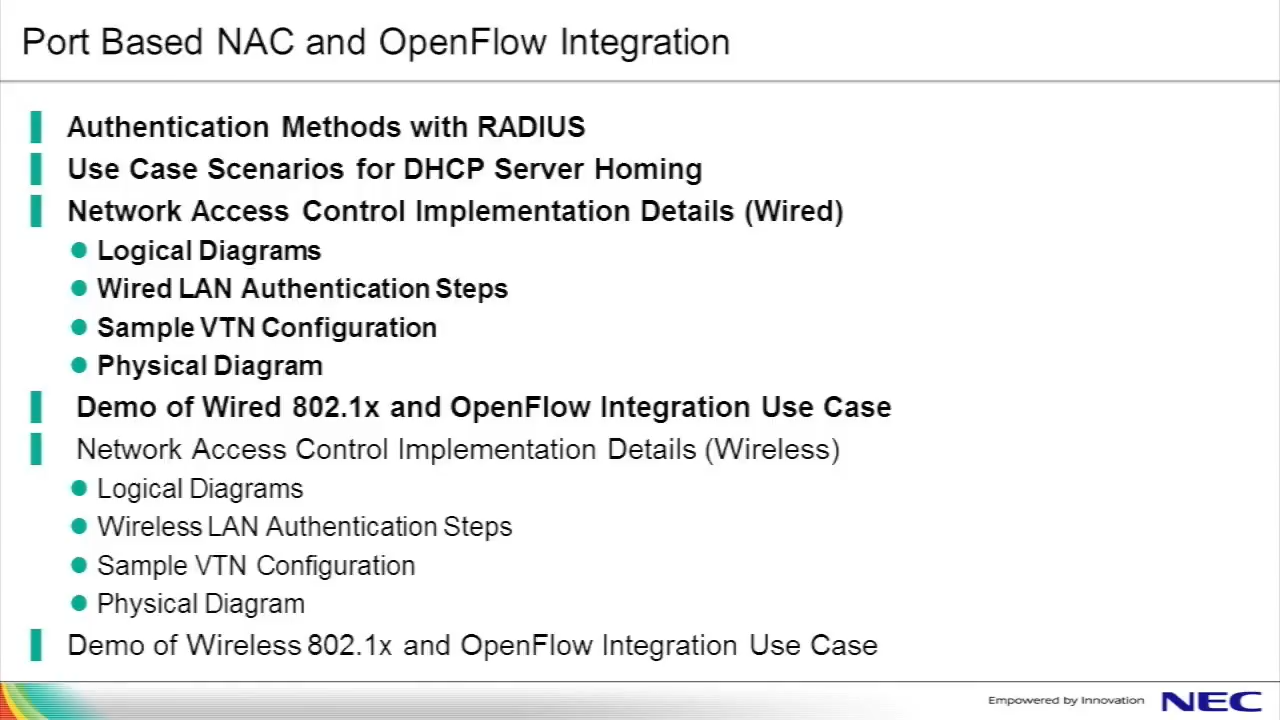 Port Based NAC and OpenFlow Integration
Authentication Methods with RADIUS
Use Case Scenarios for DHCP Server Homing
Network Access Control Implementation Details (Wired)
Logical Diagrams
Wired LAN Authentication Steps
Sample VTN Configuration
Physical Diagram
Demo of Wired 802.1x and OpenFlow Integration Use Case
Network Access Control Implementation Details (Wireless)
Logical Diagrams
Wireless LAN Authentication Steps
Sample VTN Configuration
Physical Diagram
Demo of Wireless 802.1x and OpenFlow Integration Use Case
Empowered by Innovation NEC